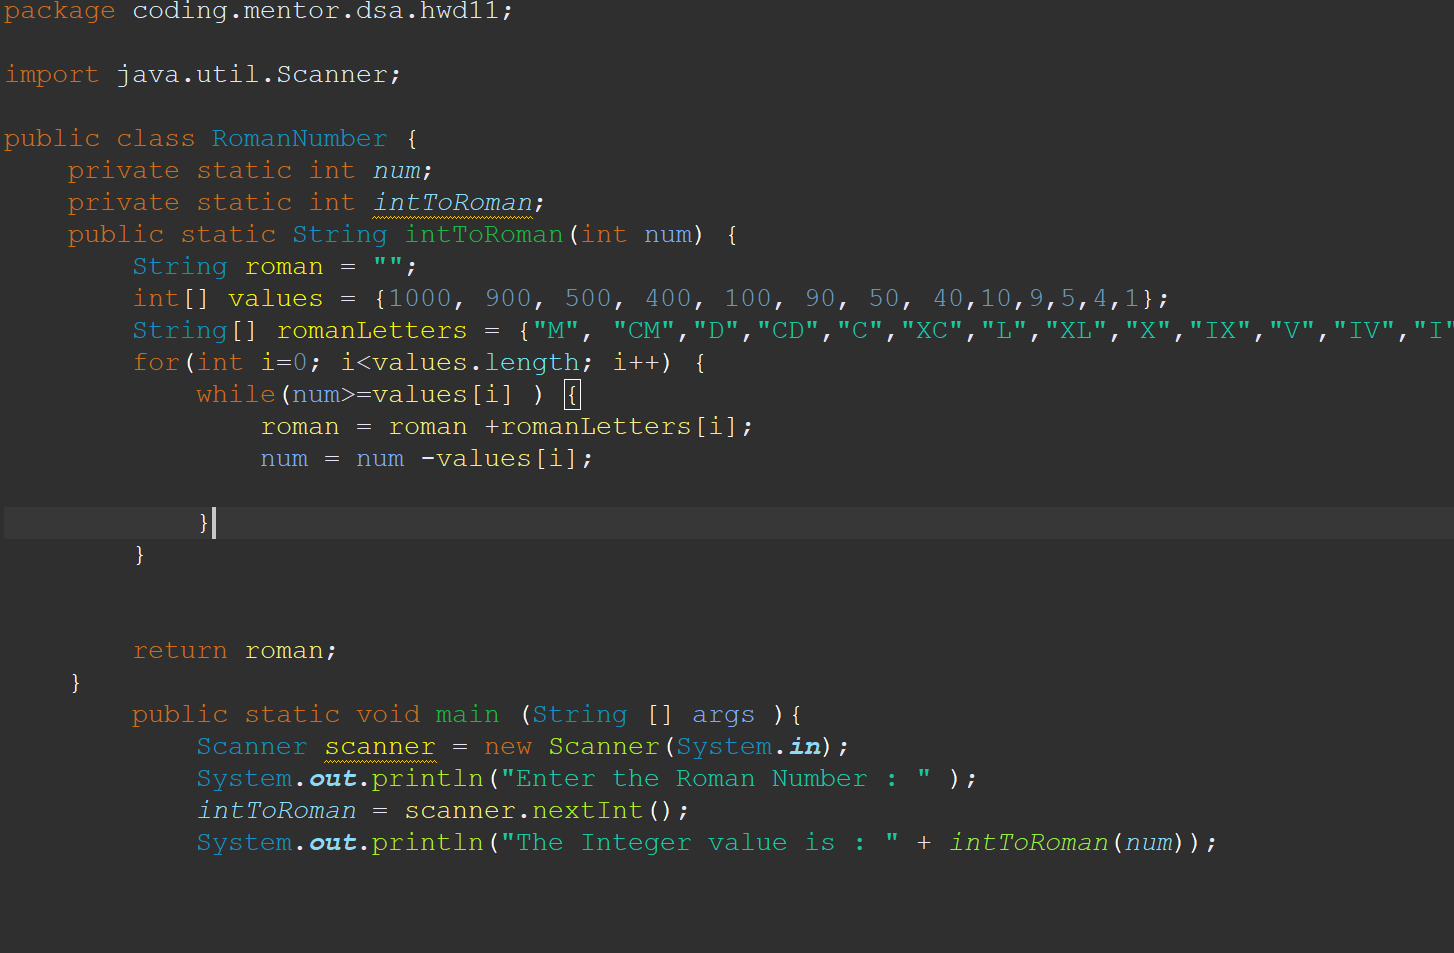 package coding.mentor.dsa.hwd11;
import java.util.Scanner;
public class RomanNumber {
private static int num;
private static int intToRoman;
public static String intToRoman(int num) {
String roman = "";
int[] values = {1000, 900, 500, 400, 100, 90, 50, 40,10,9,5,4,1};
String[] romanLetters = {"M", "CM","D","CD","C","XC","L","XL","X","IX","V","IV","I"
for(int i=0; i<values.length; i++) {
while(num>=values[i] ) {
roman = roman +romanLetters[i];
num = num -values[i];
}
}
return roman;
}
public static void main (String [] args ){
Scanner scanner = new Scanner(System.in);
System.out.println("Enter the Roman Number : " );
intToRoman = scanner.nextInt();
System.out.println("The Integer value is : " + intToRoman(num));